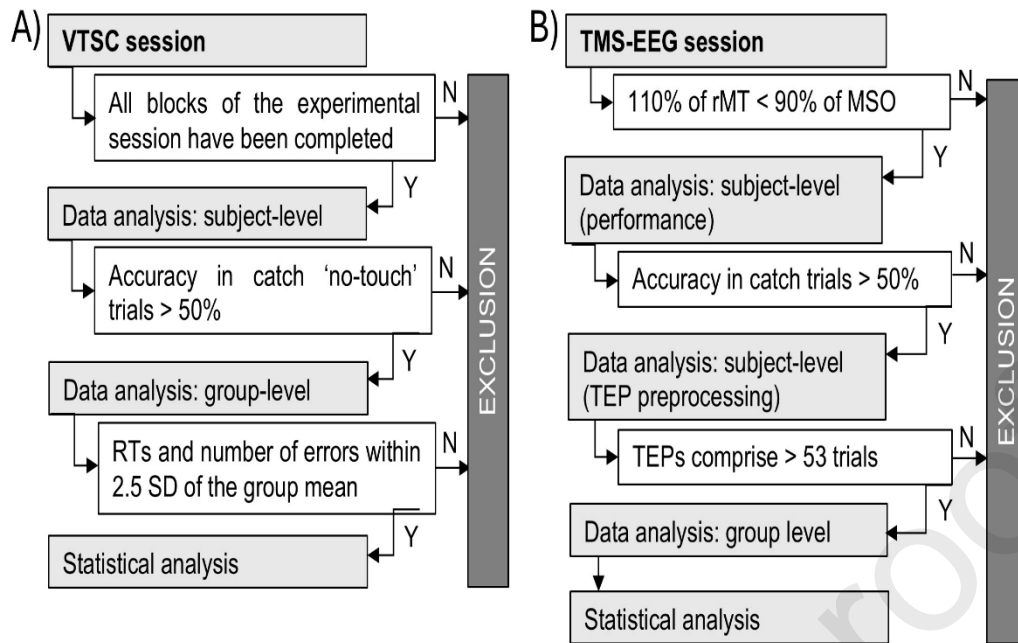 A)
VTSC session
All blocks of the experimental
session have been completed
N
Y
Data analysis: subject-level
Accuracy in catch ‘no-touch’
trials > 50%
N
Y
Data analysis: group-level
RTs and number of errors within
2.5 SD of the group mean
N
Y
Statistical analysis
EXCLUSION
B)
TMS-EEG session
110% of rMT < 90% of MSO
N
Y
Data analysis: subject-level
(performance)
Accuracy in catch trials > 50%
N
Y
Data analysis: subject-level
(TEP preprocessing)
TEPs comprise > 53 trials
N
Y
Data analysis: group level
Statistical analysis
EXCLUSION